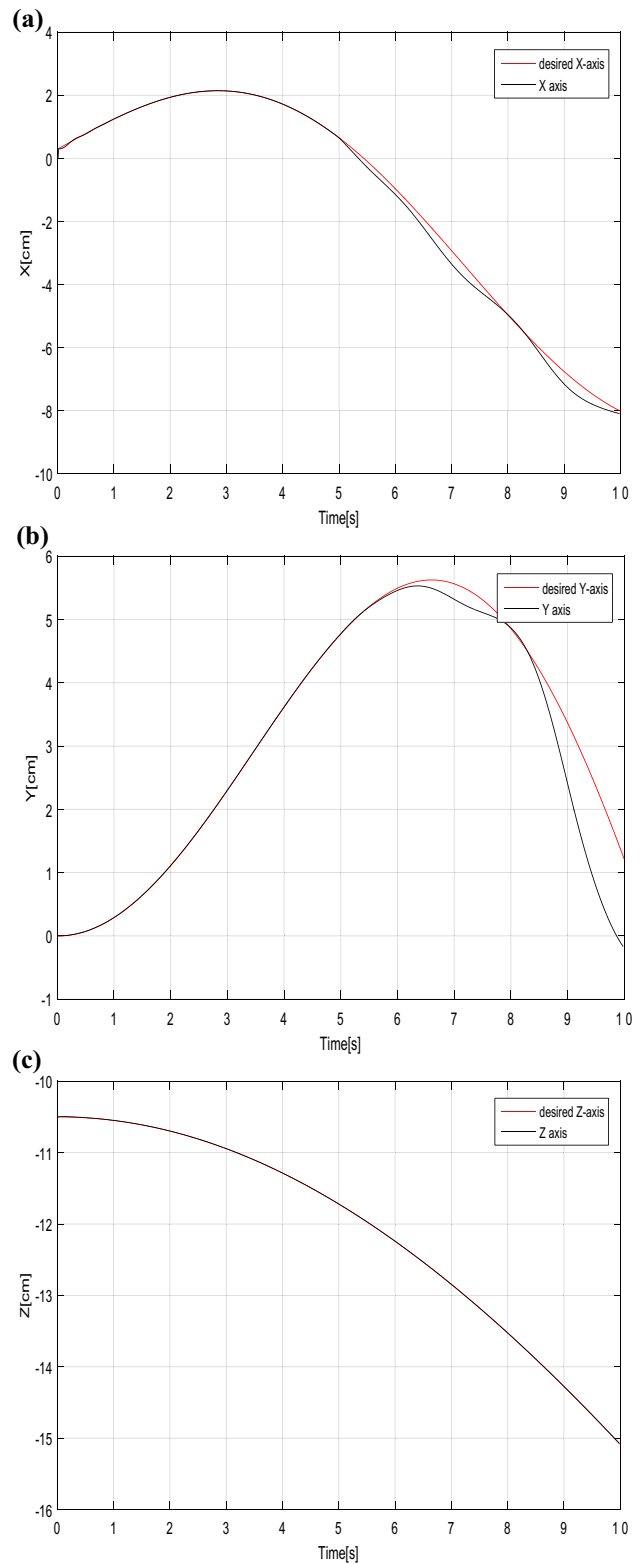 (a)
4
2
0
-2
-4
-6
-8
-10
X[cm]
desired X-axis
X axis
0 1 2 3 4 5 6 7 8 9 1 0
Time[s]
(b)
6
5
4
3
2
1
0
-1
Y[cm]
desired Y-axis
Y axis
0 1 2 3 4 5 6 7 8 9 1 0
Time[s]
(c)
-10
-11
-12
-13
-14
-15
-16
Z[cm]
desired Z-axis
Z axis
0 1 2 3 4 5 6 7 8 9 1 0
Time[s]